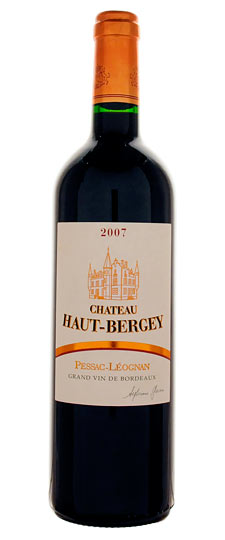 2007
CHATEAU
HAUT-BERGEY
PESSAC-LÉOGNAN
GRAND VIN DE BORDEAUX